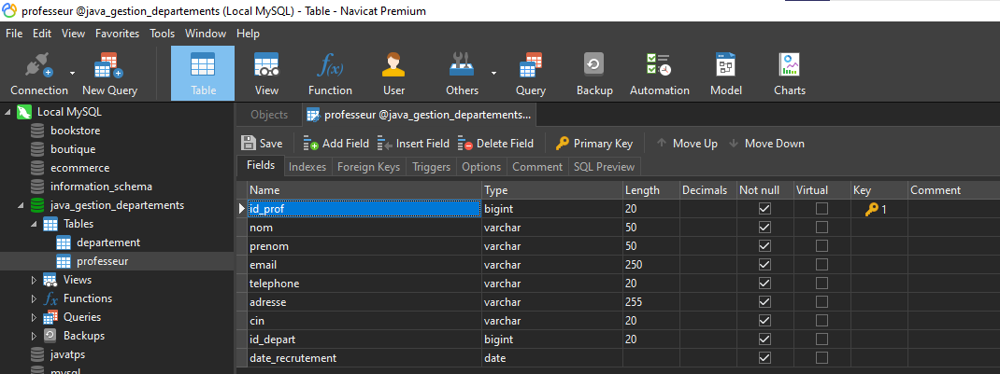 professeur @java_gestion_departements (Local MySQL) - Table - Navicat Premium
File Edit View Favorites Tools Window Help
Connection New Query Table View f(x) Function User Others Query Backup Automation Model Charts
Local MySQL
bookstore
boutique
ecommerce
information_schema
java_gestion_departements
Tables
departement
professeur
Views
fx Functions
Queries
Backups
javatps
mysql
Objects professeur @java_gestion_departements...
Save Add Field Insert Field Delete Field Primary Key Move Up Move Down
Fields Indexes Foreign Keys Triggers Options Comment SQL Preview
Name Type Length Decimals Not null Virtual Key Comment
id_prof bigint 20 1
nom varchar 50
prenom varchar 50
email varchar 250
telephone varchar 20
adresse varchar 255
cin varchar 20
id_depart bigint 20
date_recrutement date